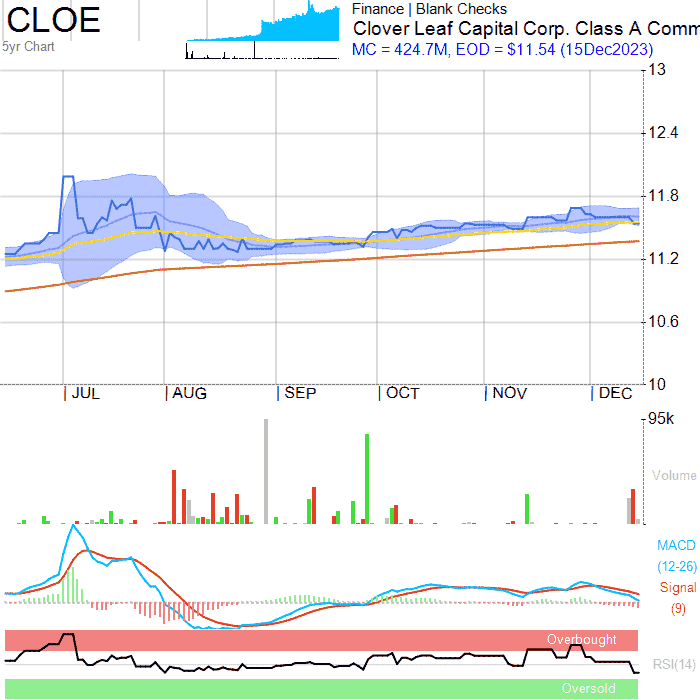 CLOE
5yr Chart
Finance | Blank Checks
Clover Leaf Capital Corp. Class A Comm
MC = 424.7M, EOD = $11.54 (15Dec2023)
13
12.4
11.8
11.2
10.6
10
JUL AUG SEP OCT NOV DEC
95k
Volume
MACD
(12-26)
Signal
(9)
Overbought
RSI(14)
Oversold